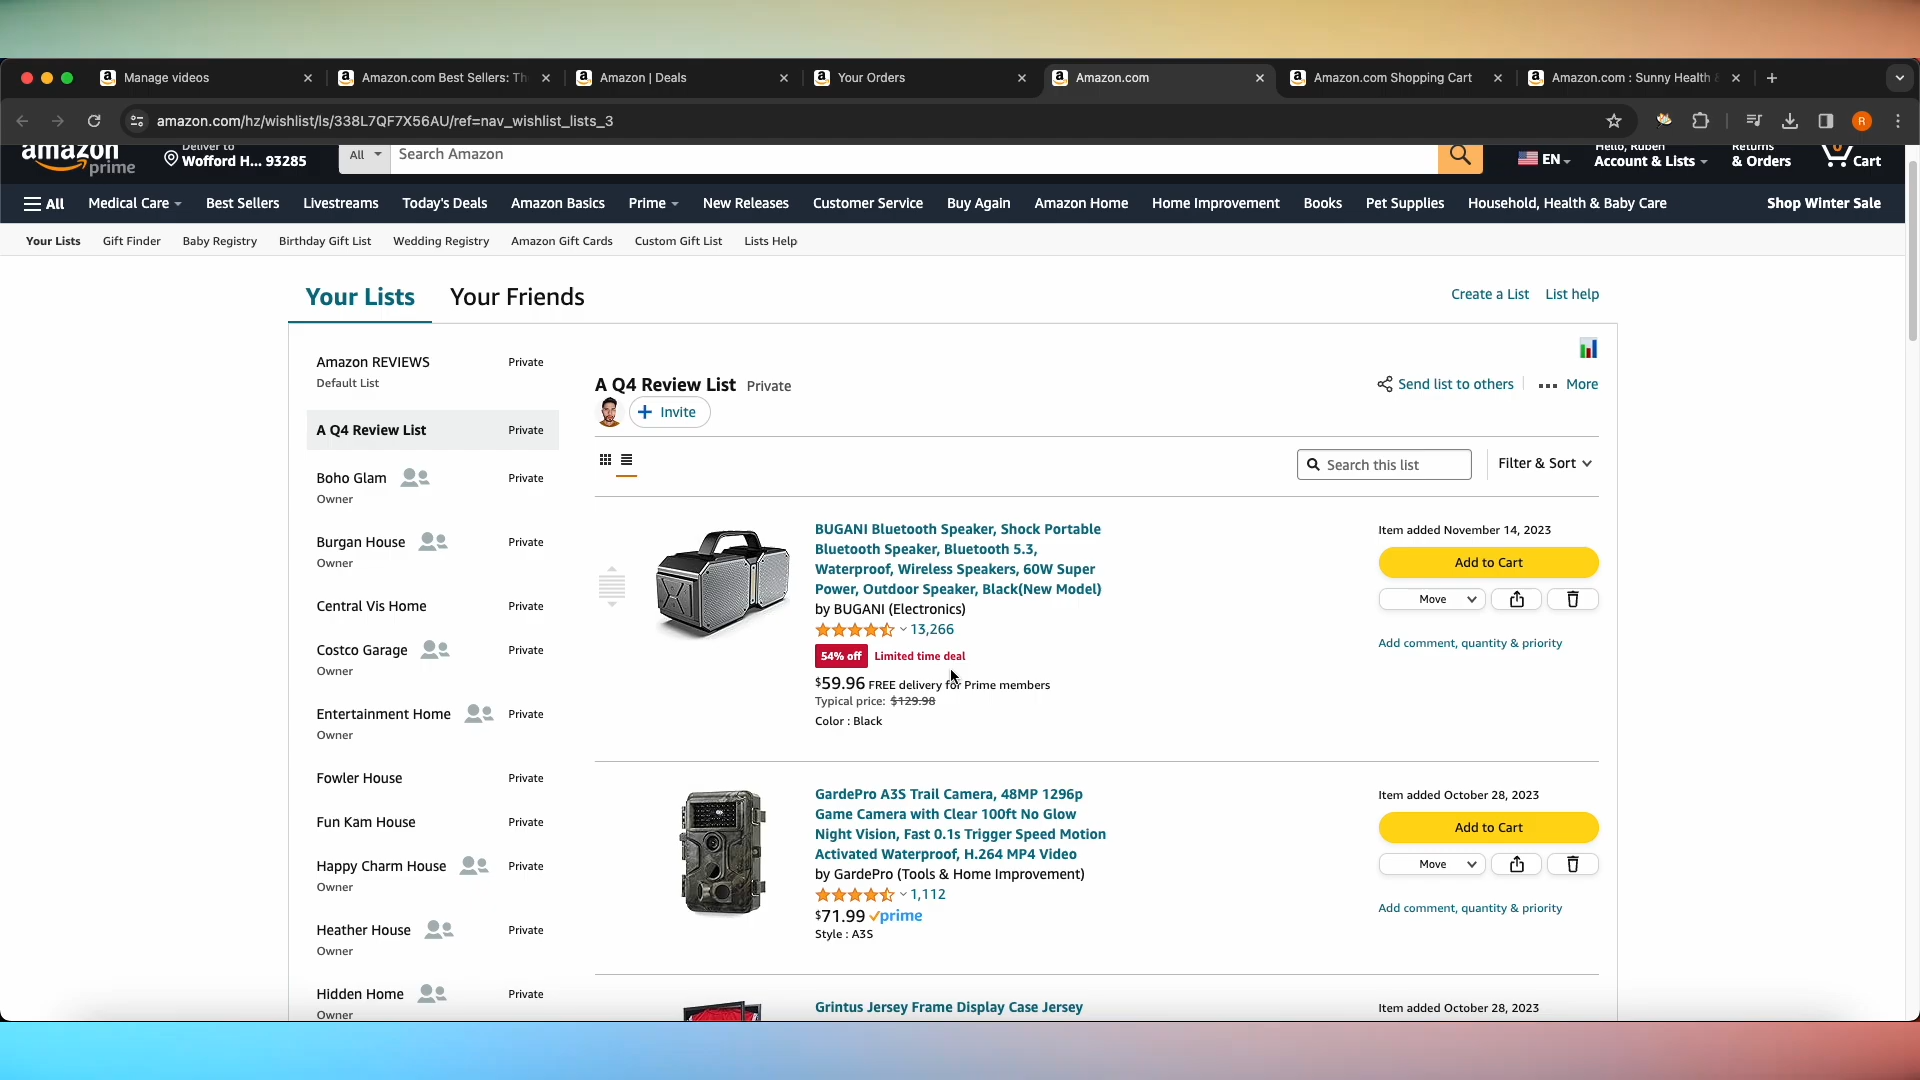 Manage videos
Amazon.com Best Sellers: Th
Amazon | Deals
Your Orders
Amazon.com
Amazon.com Shopping Cart
Amazon.com : Sunny Health &
amazon.com/hz/wishlist/ls/338L7QF7X56AU/ref=nav_wishlist_lists_3
R
amazon prime
Deliver to
Wofford H... 93285
All
Search Amazon
EN
Hello, Ruben
Account & Lists
Returns
& Orders
0
Cart
All
Medical Care
Best Sellers
Livestreams
Today's Deals
Amazon Basics
Prime
New Releases
Customer Service
Buy Again
Amazon Home
Home Improvement
Books
Pet Supplies
Household, Health & Baby Care
Shop Winter Sale
Your Lists
Gift Finder
Baby Registry
Birthday Gift List
Wedding Registry
Amazon Gift Cards
Custom Gift List
Lists Help
Your Lists
Your Friends
Create a List
List help
Amazon REVIEWS
Private
Default List
A Q4 Review List
Private
Boho Glam
Private
Owner
Burgan House
Private
Owner
Central Vis Home
Private
Costco Garage
Private
Owner
Entertainment Home
Private
Owner
Fowler House
Private
Fun Kam House
Private
Happy Charm House
Private
Owner
Heather House
Private
Owner
Hidden Home
Private
Owner
A Q4 Review List Private
Send list to others
More
+ Invite
Search this list
Filter & Sort
BUGANI Bluetooth Speaker, Shock Portable
Bluetooth Speaker, Bluetooth 5.3,
Waterproof, Wireless Speakers, 60W Super
Power, Outdoor Speaker, Black(New Model)
by BUGANI (Electronics)
13,266
54% off Limited time deal
$59.96 FREE delivery for Prime members
Typical price: $129.98
Color : Black
Item added November 14, 2023
Add to Cart
Move
Add comment, quantity & priority
GardePro A3S Trail Camera, 48MP 1296p
Game Camera with Clear 100ft No Glow
Night Vision, Fast 0.1s Trigger Speed Motion
Activated Waterproof, H.264 MP4 Video
by GardePro (Tools & Home Improvement)
1,112
$71.99 prime
Style : A3S
Item added October 28, 2023
Add to Cart
Move
Add comment, quantity & priority
Grintus Jersey Frame Display Case Jersey
Item added October 28, 2023